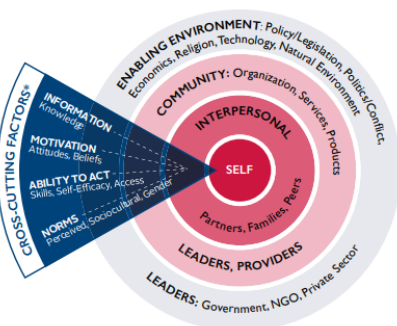 ENABLING ENVIRONMENT: Policy/Legislation, Politics/Conflict,
Economics, Religion, Technology, Natural Environment
COMMUNITY: Organization, Services, Products
INTERPERSONAL
SELF
Partners, Families, Peers
LEADERS, PROVIDERS
LEADERS: Government, NGO, Private Sector
CROSS-CUTTING FACTORS®
INFORMATION
Knowledge
MOTIVATION
Attitudes, Beliefs
ABILITY TO ACT
Skills, Self-Efficacy, Access
NORMS
Perceived, Sociocultural, Gender